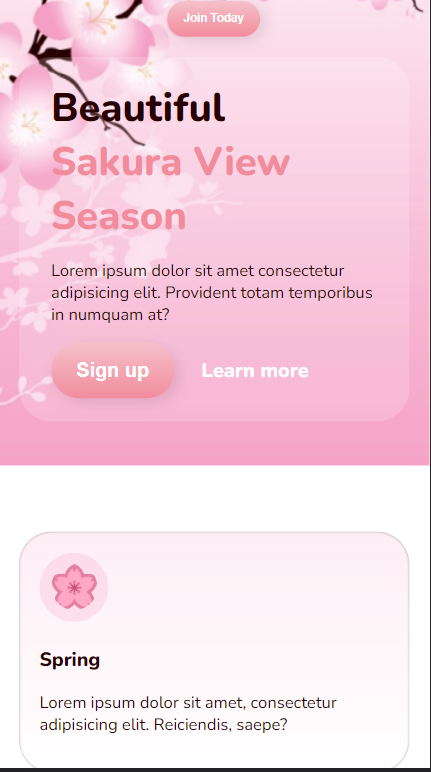 Join Today
Beautiful
Sakura View
Season
Lorem ipsum dolor sit amet consectetur
adipisicing elit. Provident totam temporibus
in numquam at?
Sign up
Learn more
Spring
Lorem ipsum dolor sit amet, consectetur
adipisicing elit. Reiciendis, saepe?